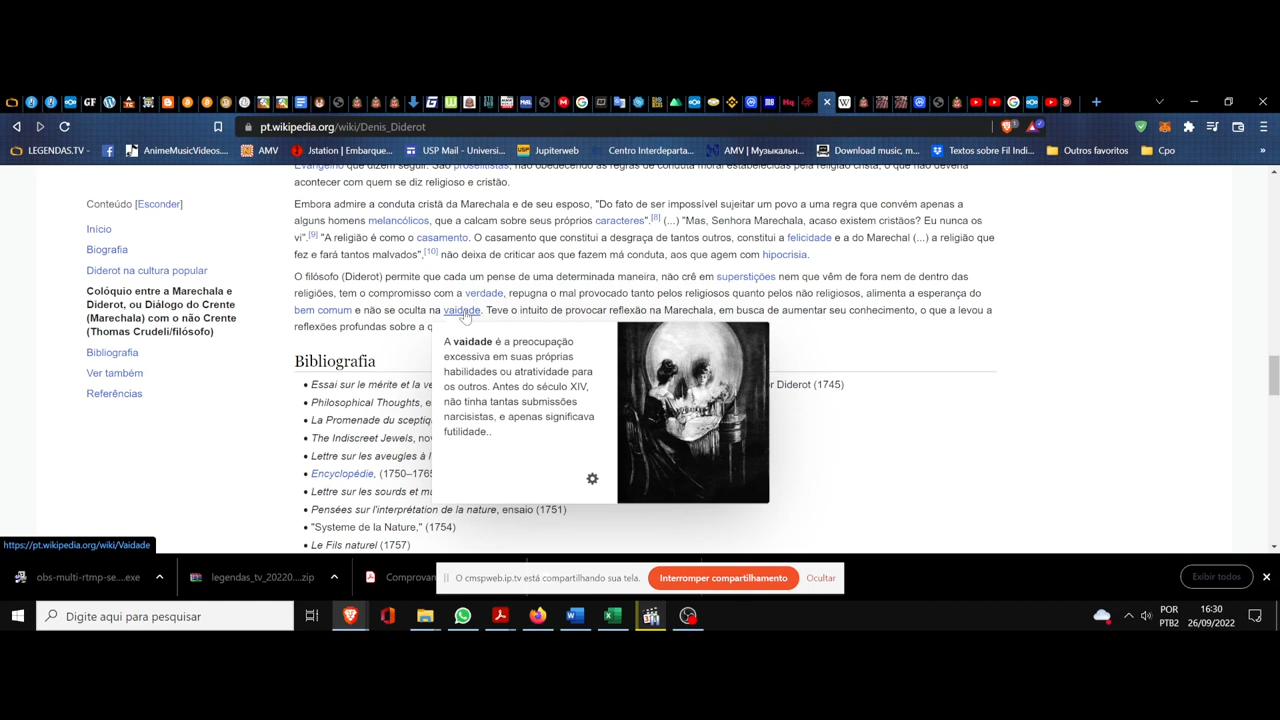 pt.wikipedia.org/wiki/Denis_Diderot
LEGENDAS.TV -
AnimeMusicVideos....
AMV
Jstation | Embarque...
USP Mail - Universi...
Jupiterweb
Centro Interdeparta...
AMV | Музыкальн...
Download music, m...
Textos sobre Fil Indi...
Outros favoritos
Cpo
»
Evangelho que dizem seguir. São proselitistas, não obedecendo às regras de conduta moral estabelecidas pela religião cristã, o que não deveria
acontecer com quem se diz religioso e cristão.
Embora admire a conduta cristã da Marechala e de seu esposo, "Do fato de ser impossível sujeitar um povo a uma regra que convém apenas a
alguns homens melancólicos, que a calcam sobre seus próprios caracteres".[8] (...) "Mas, Senhora Marechala, acaso existem cristãos? Eu nunca os
vi".[9] "A religião é como o casamento. O casamento que constitui a desgraça de tantos outros, constitui a felicidade e a do Marechal (...) a religião que
fez e fará tantos malvados",[10] não deixa de criticar aos que fazem má conduta, aos que agem com hipocrisia.
O filósofo (Diderot) permite que cada um pense de uma determinada maneira, não crê em superstições nem que vêm de fora nem de dentro das
religiões, tem o compromisso com a verdade, repugna o mal provocado tanto pelos religiosos quanto pelos não religiosos, alimenta a esperança do
bem comum e não se oculta na vaidade. Teve o intuito de provocar reflexão na Marechala, em busca de aumentar seu conhecimento, o que a levou a
reflexões profundas sobre a q
Conteúdo [Esconder]
Início
Biografia
Diderot na cultura popular
Colóquio entre a Marechala e
Diderot, ou Diálogo do Crente
(Marechala) com o não Crente
(Thomas Crudeli/filósofo)
Bibliografia
Ver também
Referências
A vaidade é a preocupação
excessiva em suas próprias
habilidades ou atratividade para
os outros. Antes do século XIV,
não tinha tantas submissões
narcisistas, e apenas significava
futilidade..
Bibliografia
• Essai sur le mérite et la ve
r Diderot (1745)
• Philosophical Thoughts, e
• La Promenade du sceptiq
• The Indiscreet Jewels, nov
• Lettre sur les aveugles à l
• Encyclopédie, (1750–1765
• Lettre sur les sourds et mu
• Pensées sur l'interprétation de la nature, ensaio (1751)
• "Systeme de la Nature," (1754)
• Le Fils naturel (1757)
https://pt.wikipedia.org/wiki/Vaidade
obs-multi-rtmp-se....exe
legendas_tv_20220....zip
Comprovan
O cmspweb.ip.tv está compartilhando sua tela.
Interromper compartilhamento
Ocultar
Exibir todos
Digite aqui para pesquisar
POR
PTB2
16:30
26/09/2022